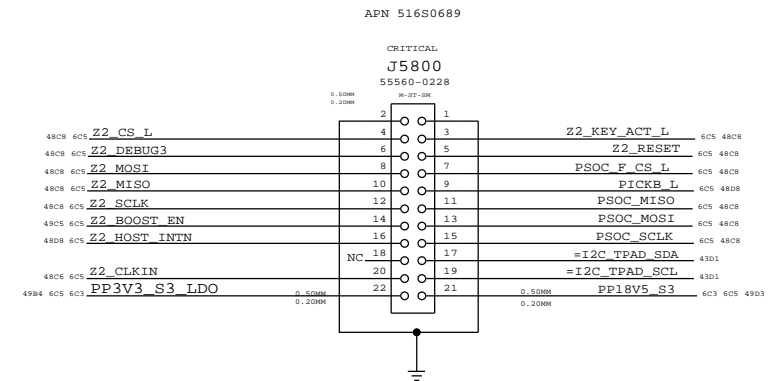 APN 516S0689
CRITICAL
J5800
55560-0228
M-ST-SM
0.50MM
0.20MM
2 1
48C8 6C5 Z2_CS_L 4 3 Z2_KEY_ACT_L 6C5 48C8
48C8 6C5 Z2_DEBUG3 6 5 Z2_RESET 6C5 48C8
48C8 6C5 Z2_MOSI 8 7 PSOC_F_CS_L 6C5 48C8
48C8 6C5 Z2_MISO 10 9 PICKB_L 6C5 48D8
48C8 6C5 Z2_SCLK 12 11 PSOC_MISO 6C5 48C8
49C5 6C5 Z2_BOOST_EN 14 13 PSOC_MOSI 6C5 48C8
48D8 6C5 Z2_HOST_INTN 16 15 PSOC_SCLK 6C5 48C8
NC 18 17 =I2C_TPAD_SDA 43D1
48C6 6C5 Z2_CLKIN 20 19 =I2C_TPAD_SCL 43D1
49B4 6C5 6C3 PP3V3_S3_LDO 0.50MM 22 21 0.50MM PP18V5_S3 6C3 6C5 49D3
0.20MM 0.20MM